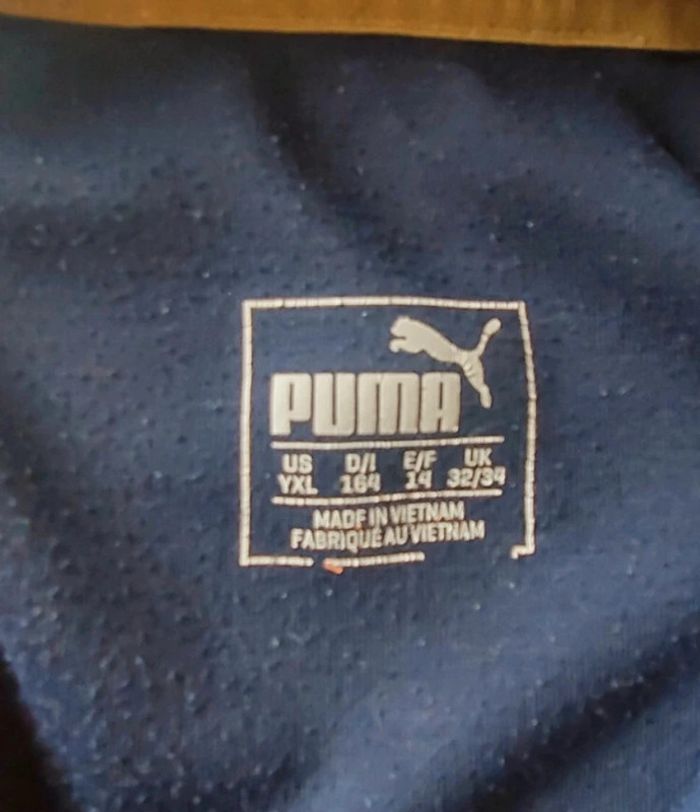 PUMA
US D/I E/F UK
YXL 164 14 32/34
MADE IN VIETNAM
FABRIQUÉ AU VIETNAM